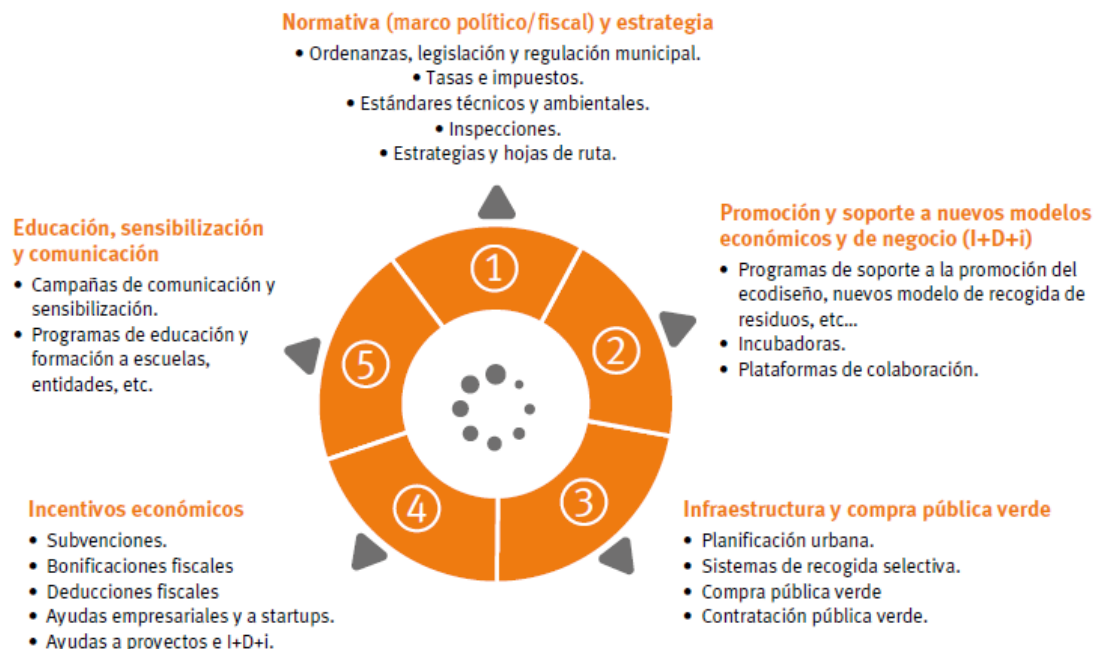 Normativa (marco político/fiscal) y estrategia
• Ordenanzas, legislación y regulación municipal.
• Tasas e impuestos.
• Estándares técnicos y ambientales.
• Inspecciones.
• Estrategias y hojas de ruta.
1
Promoción y soporte a nuevos modelos
económicos y de negocio (I+D+i)
• Programas de soporte a la promoción del
ecodiseño, nuevos modelo de recogida de
residuos, etc...
• Incubadoras.
• Plataformas de colaboración.
2
Infraestructura y compra pública verde
• Planificación urbana.
• Sistemas de recogida selectiva.
• Compra pública verde
• Contratación pública verde.
3
Incentivos económicos
• Subvenciones.
• Bonificaciones fiscales
• Deducciones fiscales
• Ayudas empresariales y a startups.
• Ayudas a proyectos e I+D+i.
4
Educación, sensibilización
y comunicación
• Campañas de comunicación y
sensibilización.
• Programas de educación y
formación a escuelas,
entidades, etc.
5